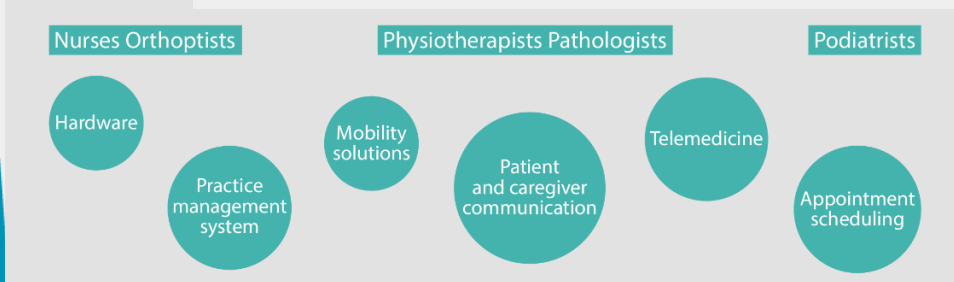 Nurses Orthoptists
Physiotherapists Pathologists
Podiatrists
Hardware
Practice
management
system
Mobility
solutions
Patient
and caregiver
communication
Telemedicine
Appointment
scheduling